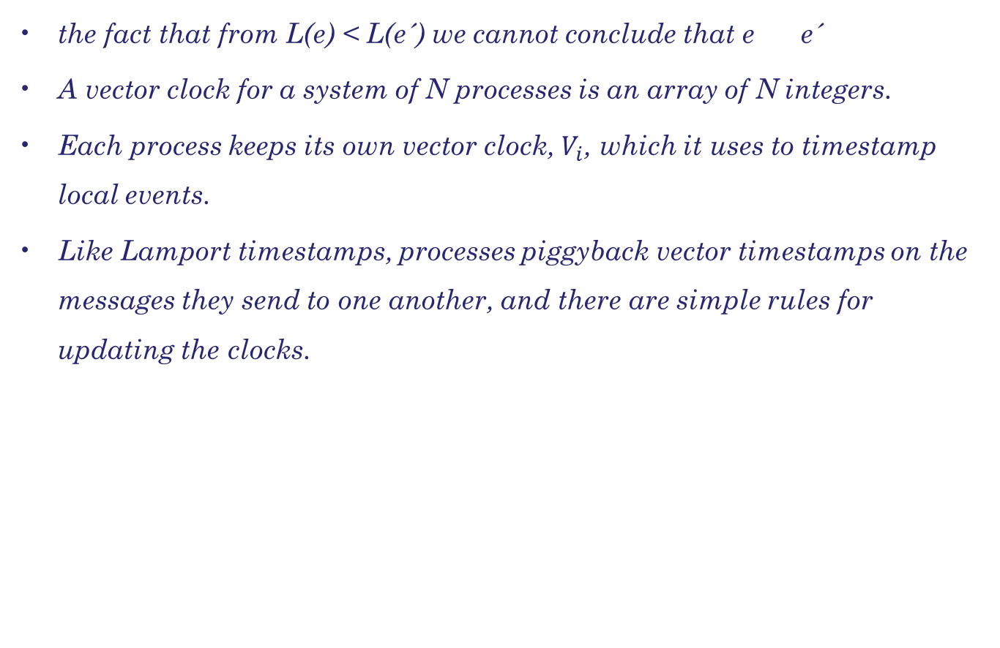 • the fact that from L(e) < L(e´) we cannot conclude that e e´
• A vector clock for a system of N processes is an array of N integers.
• Each process keeps its own vector clock, Vᵢ, which it uses to timestamp
local events.
• Like Lamport timestamps, processes piggyback vector timestamps on the
messages they send to one another, and there are simple rules for
updating the clocks.